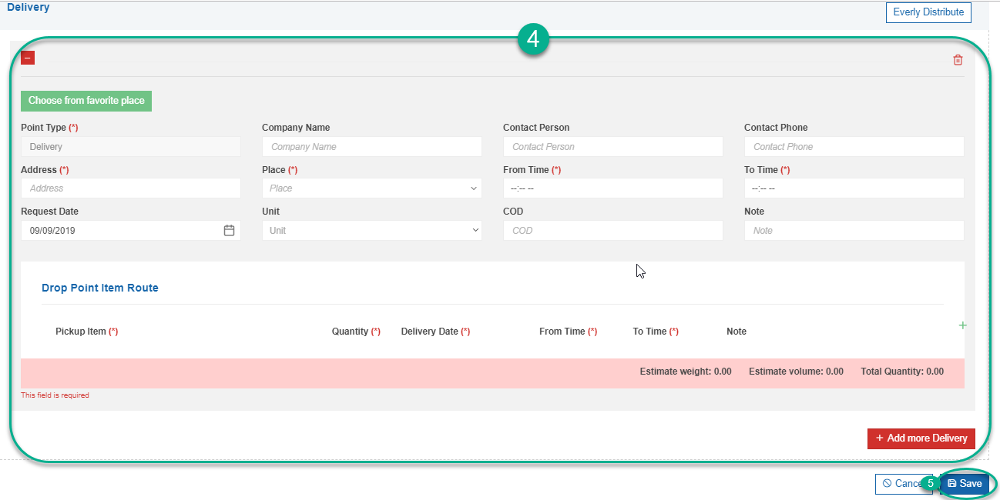 Delivery
Everly Distribute
4
Choose from favorite place
Point Type (*) Company Name Contact Person Contact Phone
Delivery Company Name Contact Person Contact Phone
Address (*) Place (*) From Time (*) To Time (*)
Address Place --:-- -- --:-- --
Request Date Unit COD Note
09/09/2019 Unit COD Note
Drop Point Item Route
Pickup Item (*) Quantity (*) Delivery Date (*) From Time (*) To Time (*) Note
+
Estimate weight: 0.00 Estimate volume: 0.00 Total Quantity: 0.00
This field is required
+ Add more Delivery
5 Save